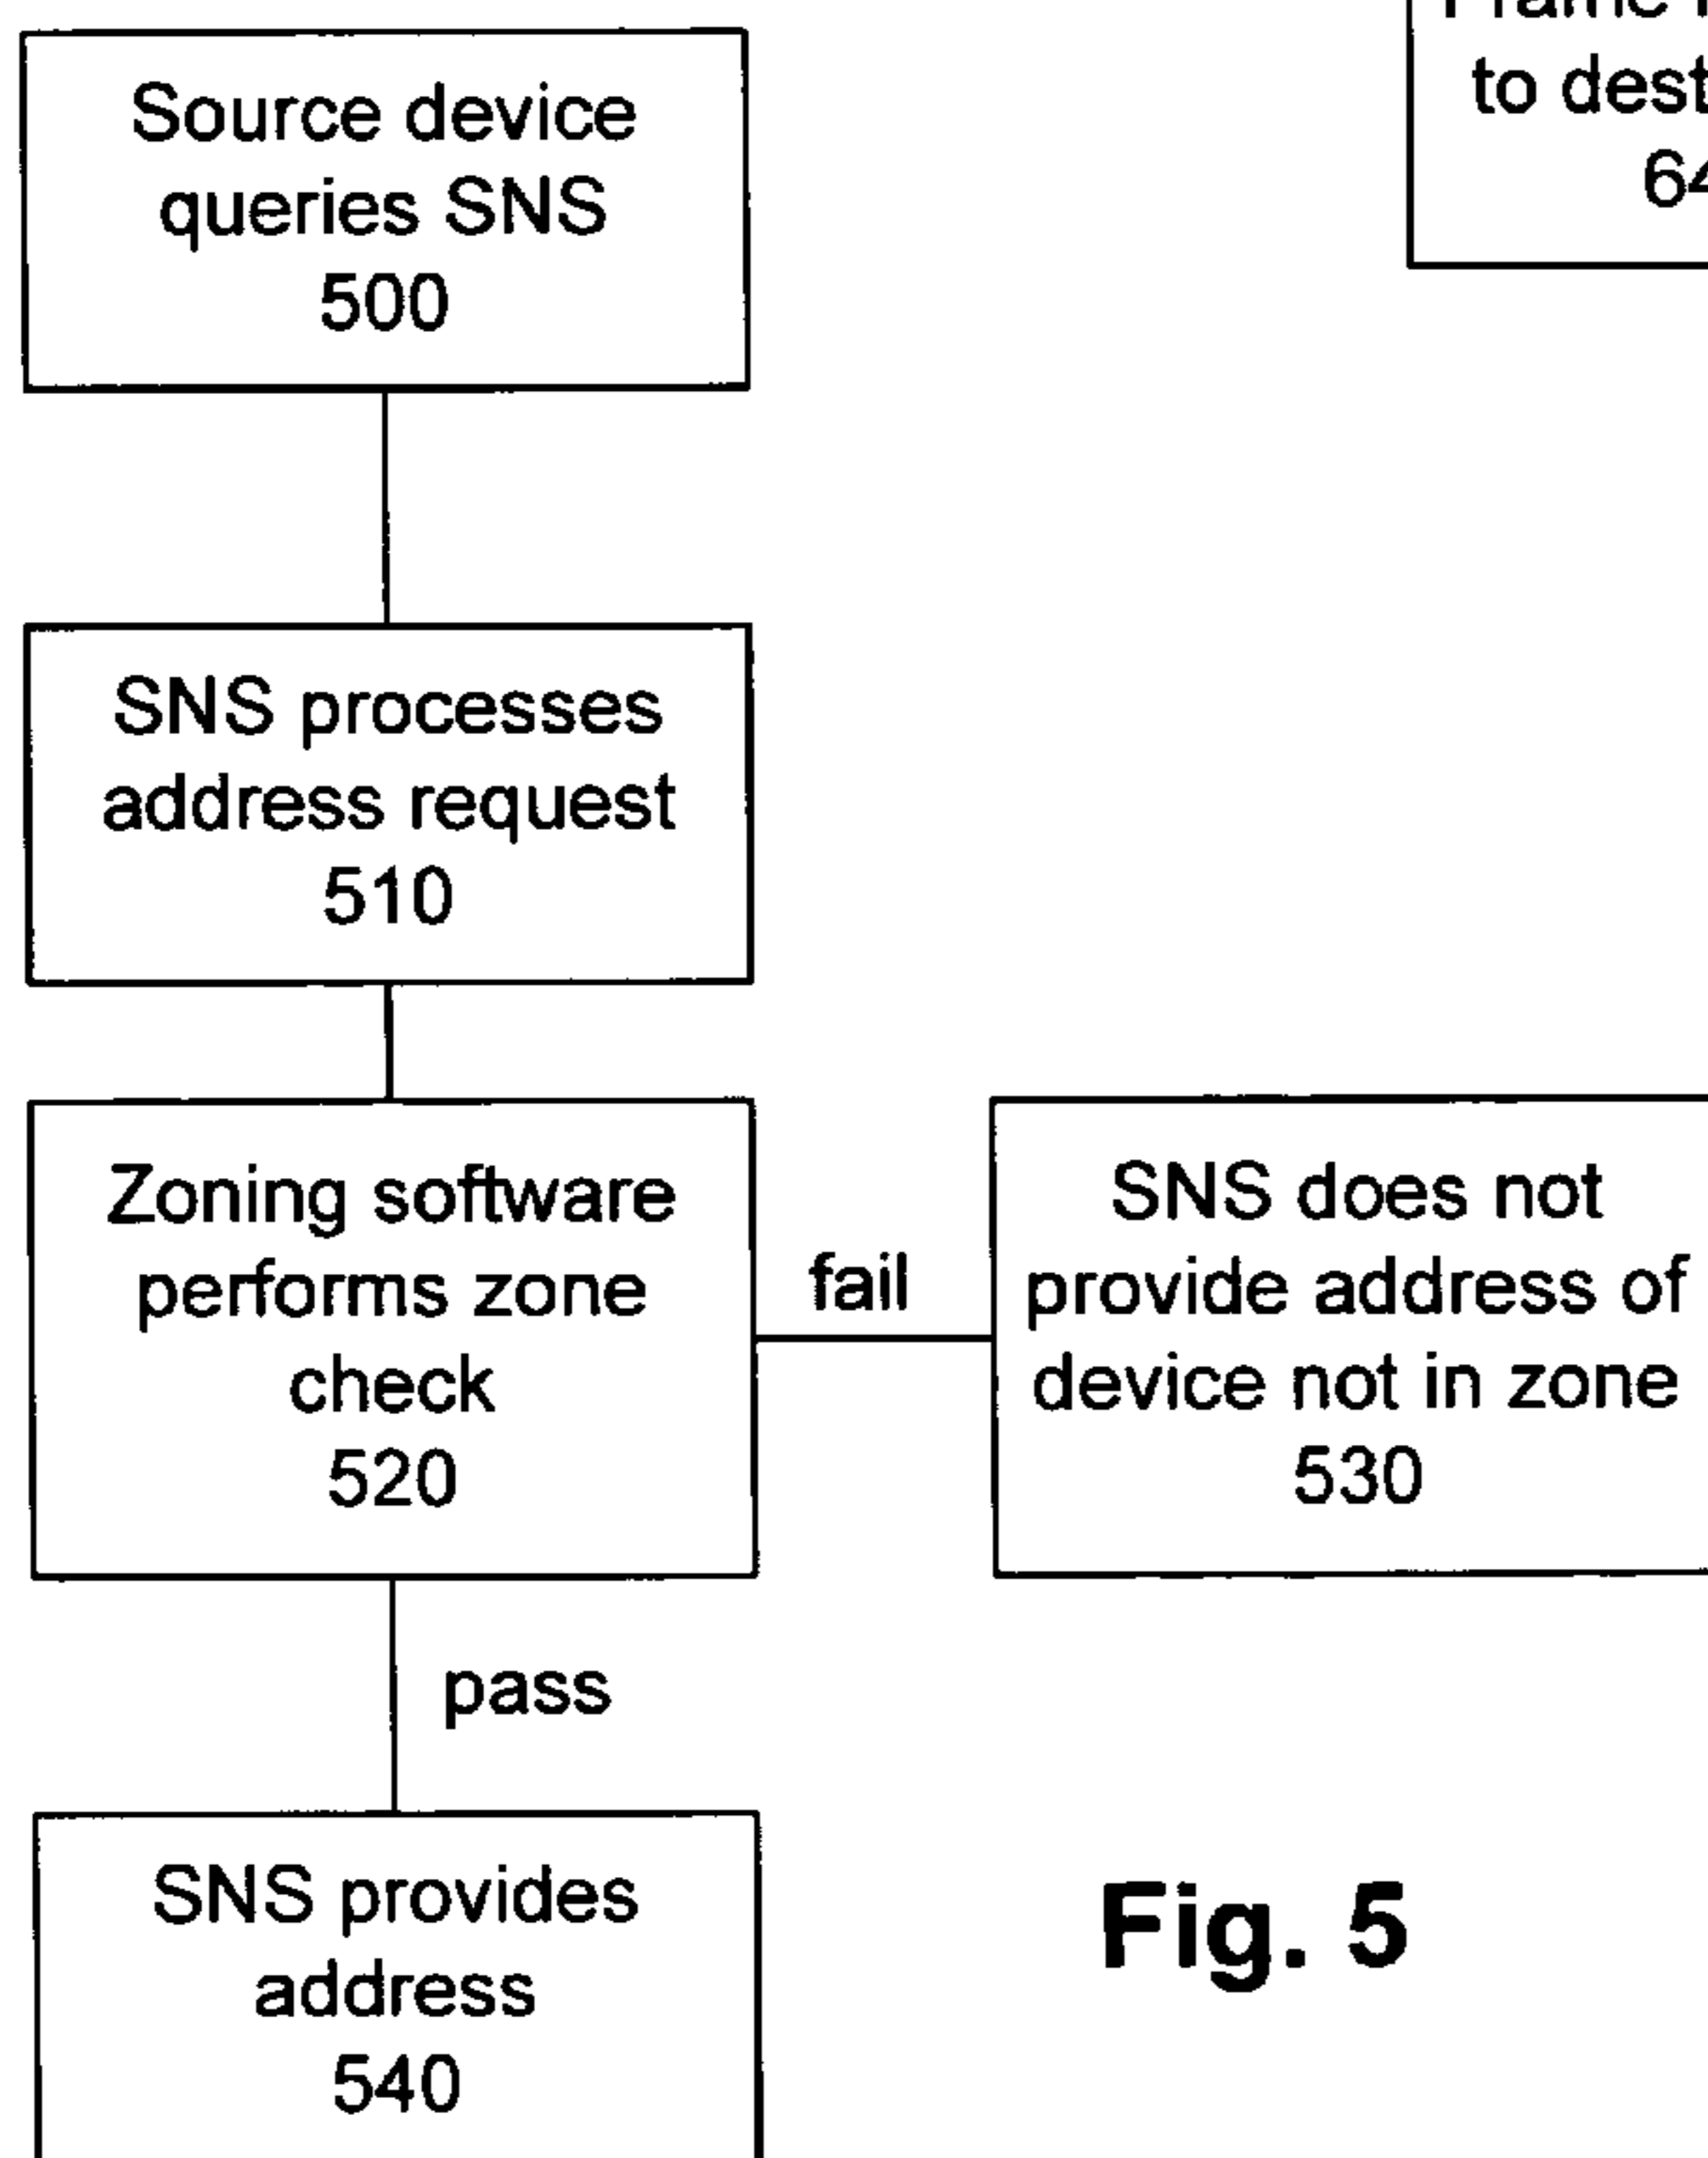 to
Source device
queries SNS
500
SNS processes
address request
510
Zoning software
performs zone
check
520
fail
SNS does not
provide address of
device not in zone
530
pass
SNS provides
address
540
Fig. 5